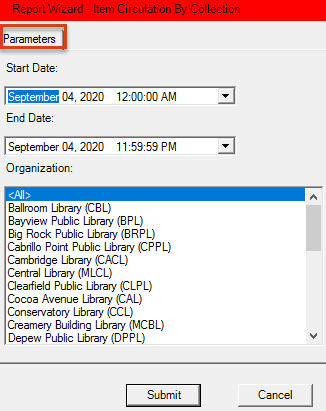 Report Wizard - Item Circulation By Collection
Parameters
Start Date:
September 04, 2020 12:00:00 AM
End Date:
September 04, 2020 11:59:59 PM
Organization:
<All>
Ballroom Library (CBL)
Bayview Public Library (BPL)
Big Rock Public Library (BRPL)
Cabrillo Point Public Library (CPPL)
Cambridge Library (CACL)
Central Library (MLCL)
Clearfield Public Library (CLPL)
Cocoa Avenue Library (CAL)
Conservatory Library (CCL)
Creamery Building Library (MCBL)
Depew Public Library (DPPL)
Submit Cancel